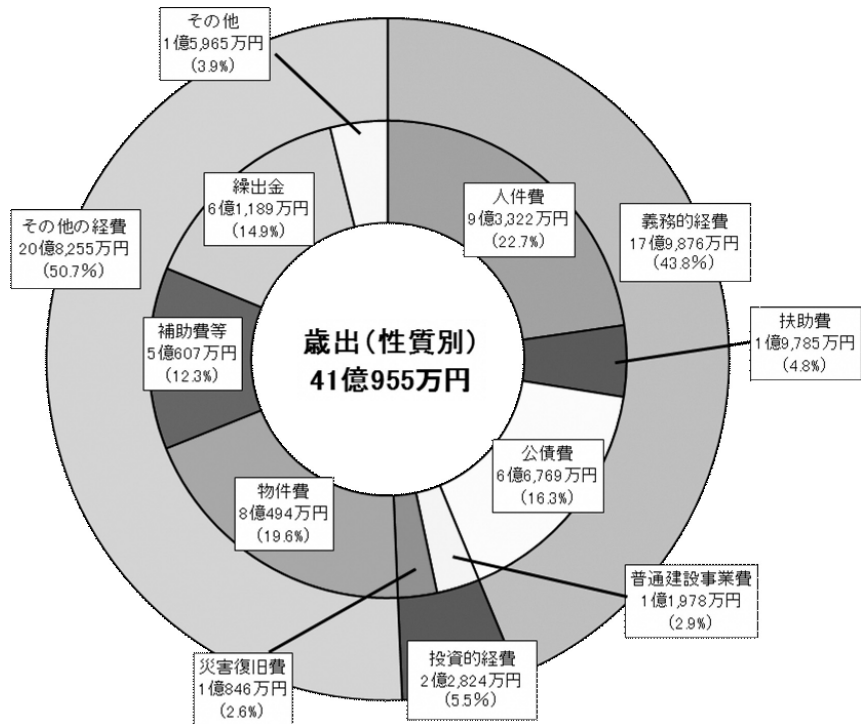 その他
1億5,965万円
(3.9%)
繰出金
6億1,189万円
(14.9%)
人件費
9億3,322万円
(22.7%)
その他の経費
20億8,255万円
(50.7%)
義務的経費
17億9,876万円
(43.8%)
補助費等
5億607万円
(12.3%)
歳出(性質別)
41億955万円
扶助費
1億9,785万円
(4.8%)
公債費
6億6,769万円
(16.3%)
物件費
8億494万円
(19.6%)
普通建設事業費
1億1,978万円
(2.9%)
災害復旧費
1億846万円
(2.6%)
投資的経費
2億2,824万円
(5.5%)